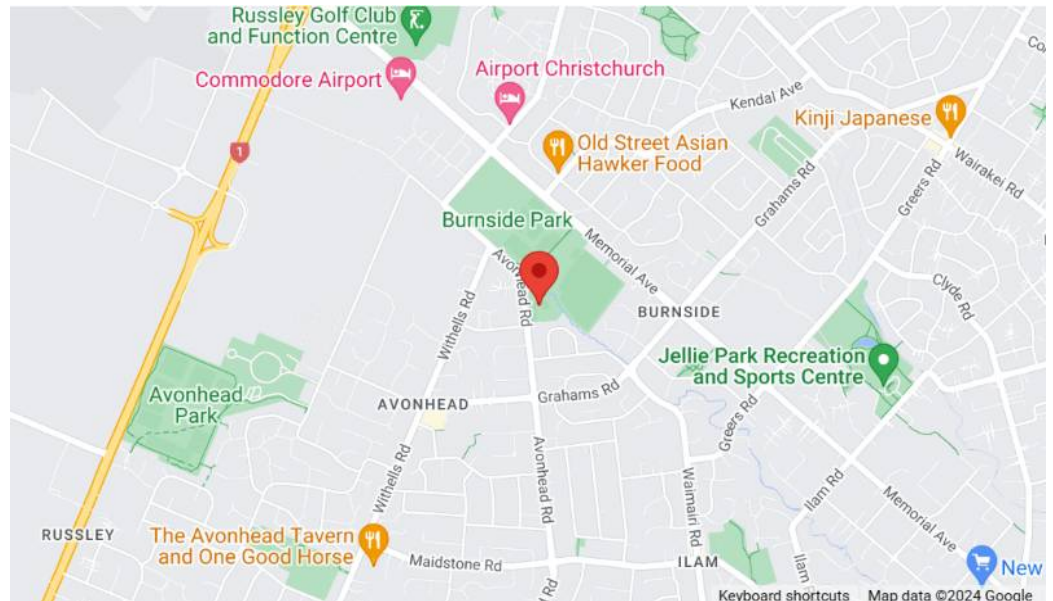 Russley Golf Club
and Function Centre
Commodore Airport
Airport Christchurch
Kendal Ave
Kinji Japanese
1
Old Street Asian
Hawker Food
Wairakei Rd
Grahams Rd
Greers Rd
Burnside Park
Memorial Ave
Avonhead Rd
Withells Rd
Clyde Rd
BURNSIDE
Jellie Park Recreation
and Sports Centre
Avonhead
Park
AVONHEAD
Grahams Rd
Greers Rd
Avonhead Rd
Withells Rd
Waimairi Rd
Ilam Rd
Memorial Ave
RUSSLEY
The Avonhead Tavern
and One Good Horse
Maidstone Rd
ILAM
Ilam Rd
New
Keyboard shortcuts
Map data ©2024 Google